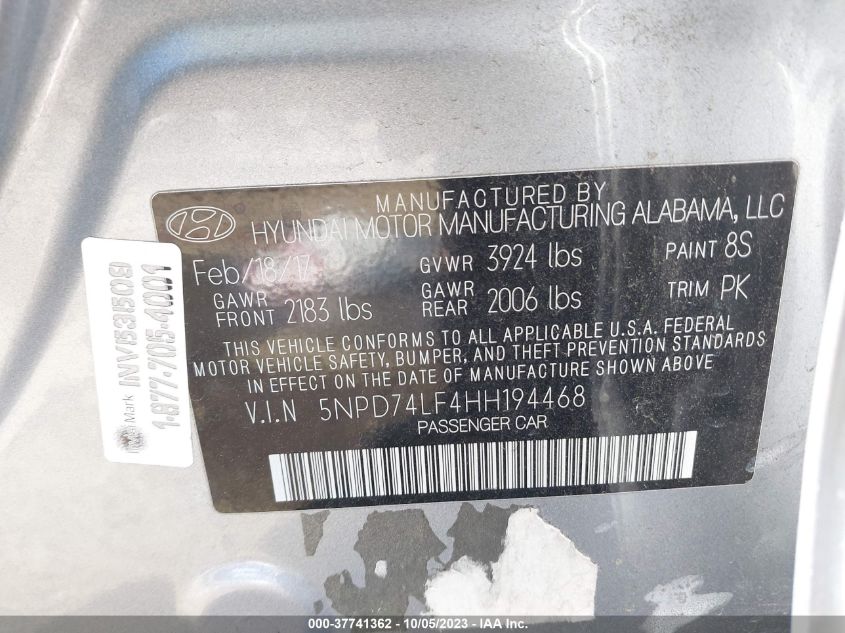 MANUFACTURED BY
HYUNDAI MOTOR MANUFACTURING ALABAMA, LLC
Feb/18/17 GVWR 3924 lbs PAINT 8S
GAWR FRONT 2183 lbs GAWR REAR 2006 lbs TRIM PK
THIS VEHICLE CONFORMS TO ALL APPLICABLE U.S.A. FEDERAL
MOTOR VEHICLE SAFETY, BUMPER, AND THEFT PREVENTION STANDARDS
IN EFFECT ON THE DATE OF MANUFACTURE SHOWN ABOVE.
V.I.N 5NPD74LF4HH194468
PASSENGER CAR
Mark INV535509
1-877-705-4001
000-37741362 - 10/05/2023 - IAA Inc.